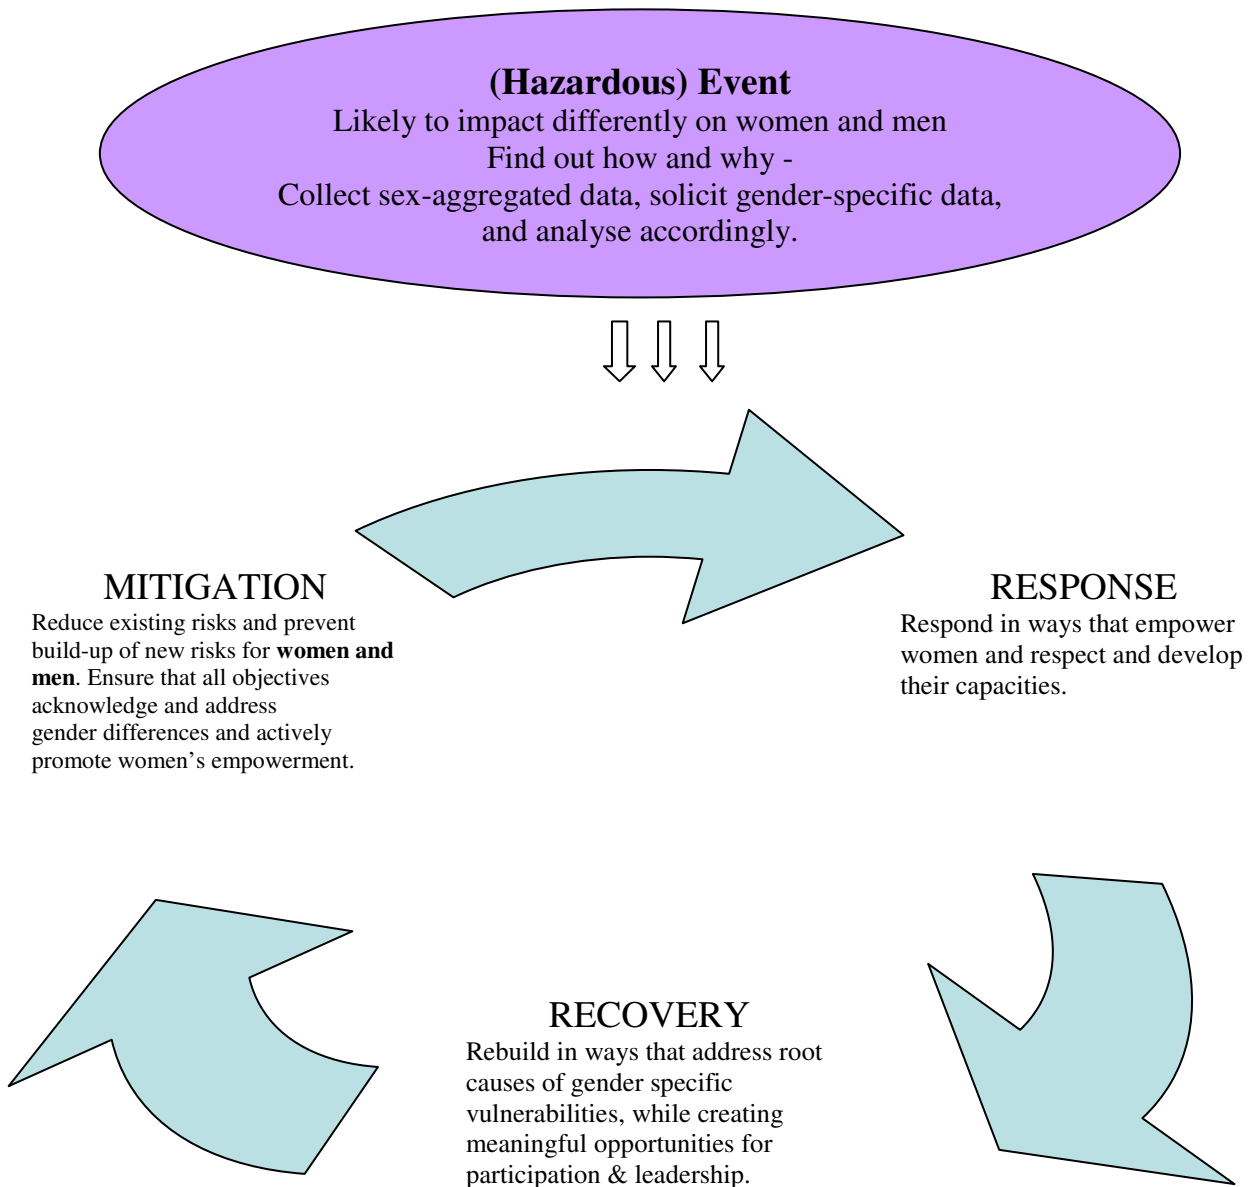 (Hazardous) Event
Likely to impact differently on women and men
Find out how and why -
Collect sex-aggregated data, solicit gender-specific data,
and analyse accordingly.
MITIGATION
Reduce existing risks and prevent
build-up of new risks for women and
men. Ensure that all objectives
acknowledge and address
gender differences and actively
promote women’s empowerment.
RESPONSE
Respond in ways that empower
women and respect and develop
their capacities.
RECOVERY
Rebuild in ways that address root
causes of gender specific
vulnerabilities, while creating
meaningful opportunities for
participation & leadership.